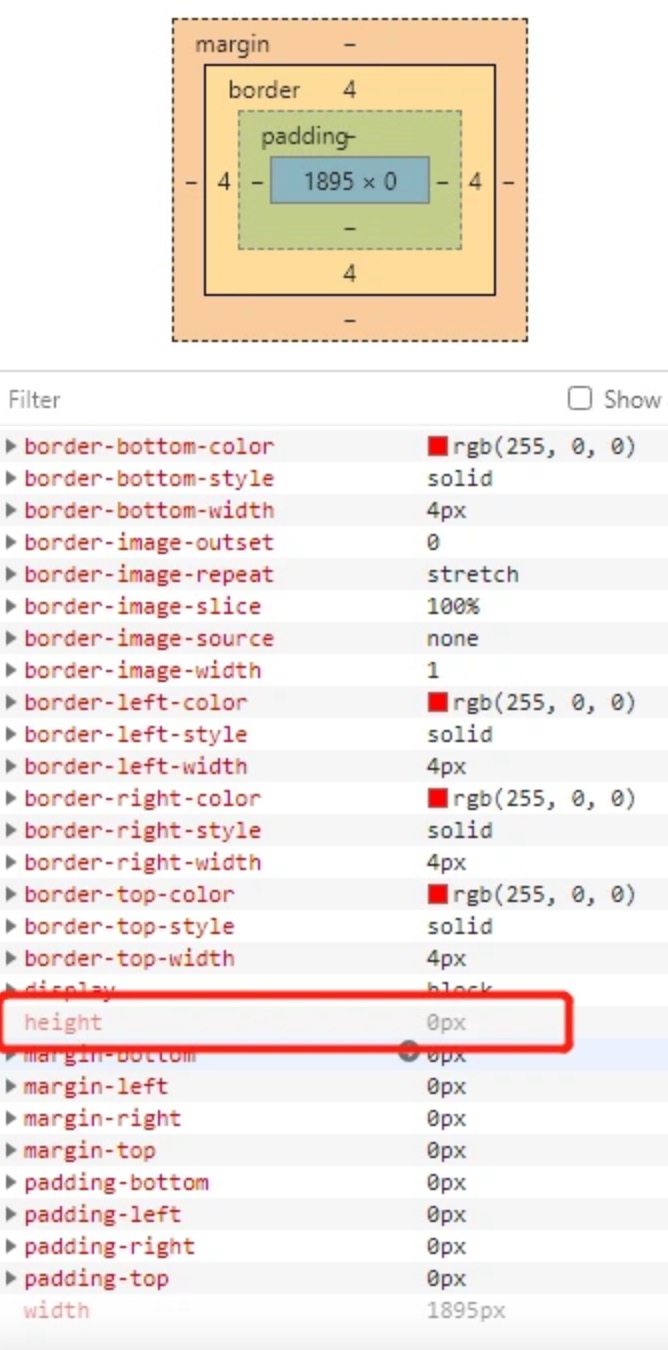 margin –
border 4
padding –
– 4 – 1895 × 0 – 4 –
–
4
–
Filter Show
border-bottom-color rgb(255, 0, 0)
border-bottom-style solid
border-bottom-width 4px
border-image-outset 0
border-image-repeat stretch
border-image-slice 100%
border-image-source none
border-image-width 1
border-left-color rgb(255, 0, 0)
border-left-style solid
border-left-width 4px
border-right-color rgb(255, 0, 0)
border-right-style solid
border-right-width 4px
border-top-color rgb(255, 0, 0)
border-top-style solid
border-top-width 4px
display block
height 0px
margin-bottom 0px
margin-left 0px
margin-right 0px
margin-top 0px
padding-bottom 0px
padding-left 0px
padding-right 0px
padding-top 0px
width 1895px